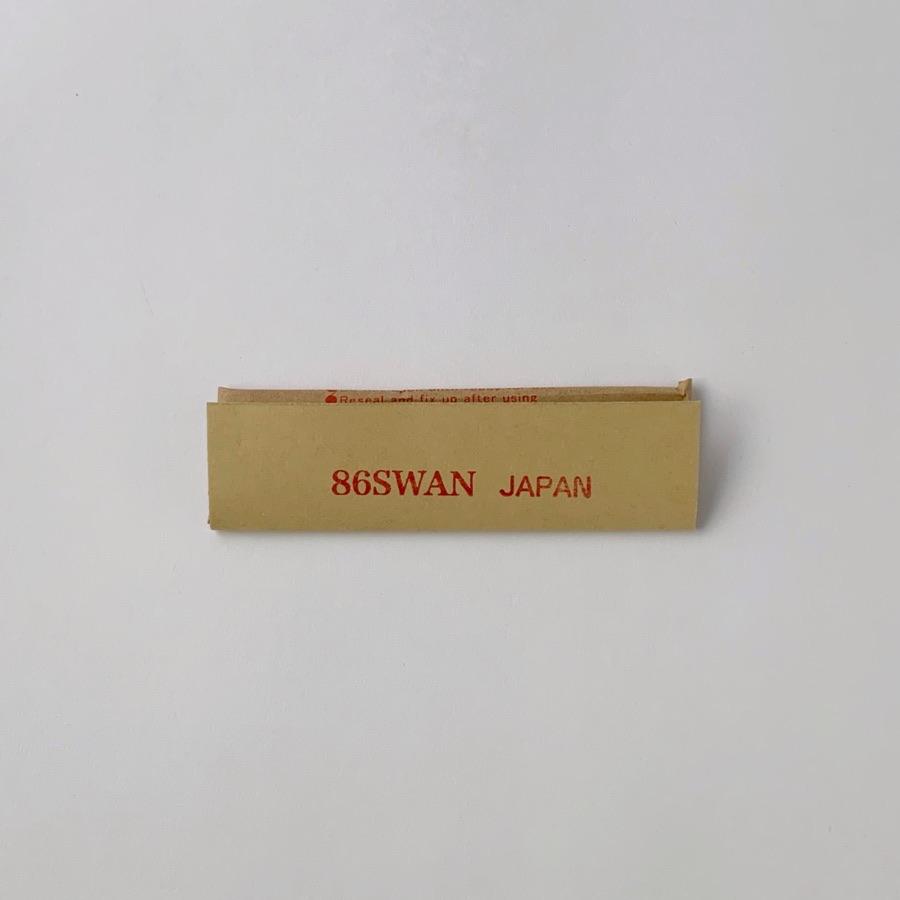 Reseal and fix up after using
86SWAN JAPAN